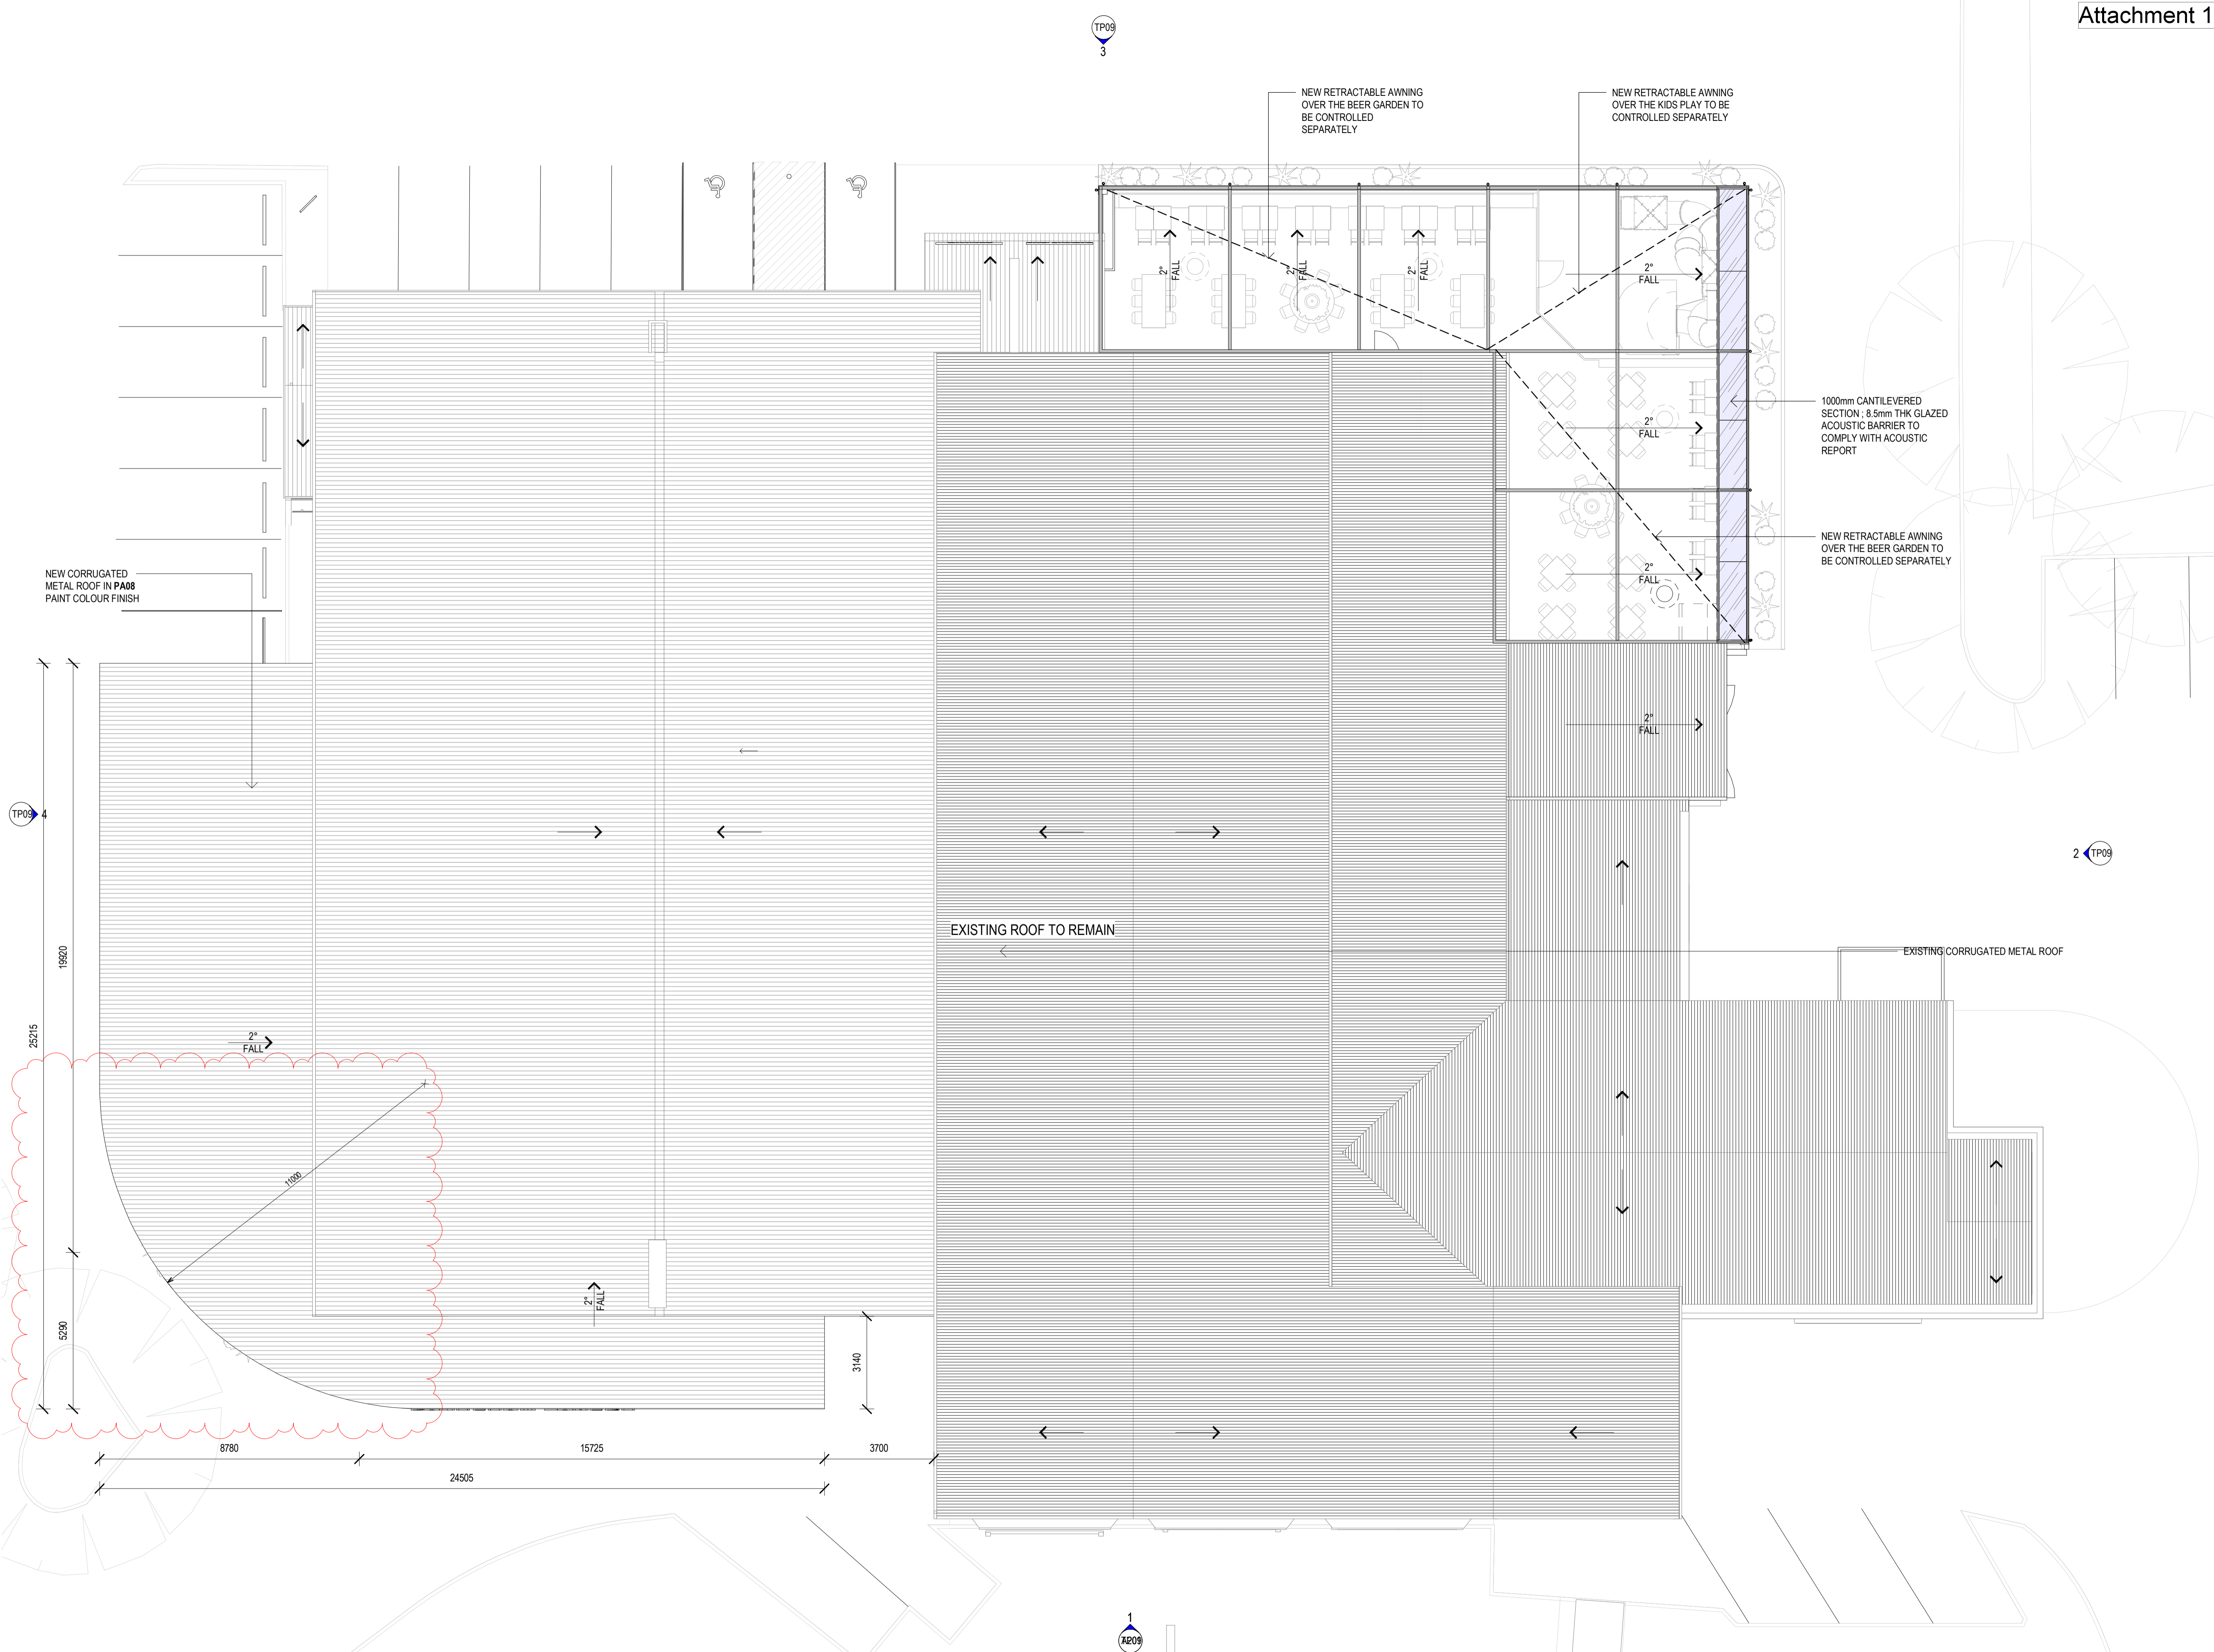 Attachment 1
TP09
3
NEW RETRACTABLE AWNING
OVER THE BEER GARDEN TO
BE CONTROLLED
SEPARATELY
NEW RETRACTABLE AWNING
OVER THE KIDS PLAY TO BE
CONTROLLED SEPARATELY
2°
FALL
2°
FALL
2°
FALL
2°
FALL
1000mm CANTILEVERED
SECTION ; 8.5mm THK GLAZED
ACOUSTIC BARRIER TO
COMPLY WITH ACOUSTIC
REPORT
2°
FALL
NEW RETRACTABLE AWNING
OVER THE BEER GARDEN TO
BE CONTROLLED SEPARATELY
2°
FALL
NEW CORRUGATED
METAL ROOF IN PA08
PAINT COLOUR FINISH
2°
FALL
TP09
4
2
TP09
EXISTING ROOF TO REMAIN
EXISTING CORRUGATED METAL ROOF
19920
25215
2°
FALL
11000
2°
FALL
5290
3140
8780
15725
3700
24505
1